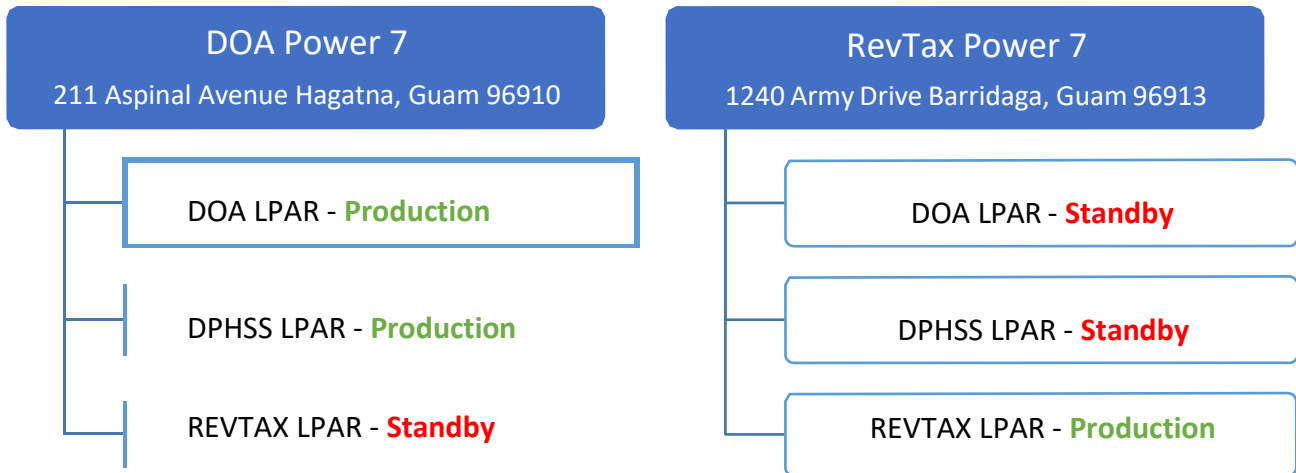 DOA Power 7
211 Aspinal Avenue Hagatna, Guam 96910
DOA LPAR - Production
DPHSS LPAR - Production
REVTAX LPAR - Standby
RevTax Power 7
1240 Army Drive Barridaga, Guam 96913
DOA LPAR - Standby
DPHSS LPAR - Standby
REVTAX LPAR - Production